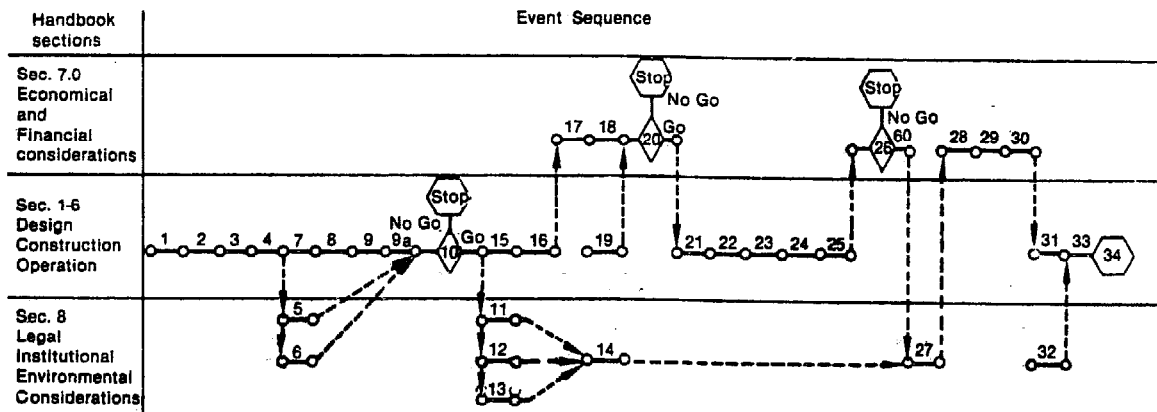 Handbook
sections
Event Sequence
Sec. 7.0
Economical
and
Financial
considerations
Stop
No Go
17 18 20 Go
Stop
No Go
26 60 28 29 30
Sec. 1-6
Design
Construction
Operation
Stop
No Go
1 2 3 4 7 8 9 9a 10 Go 15 16 19 21 22 23 24 25 31 33 34
Sec. 8
Legal
Institutional
Environmental
Considerations
5
6
11
12
13
14
27
32